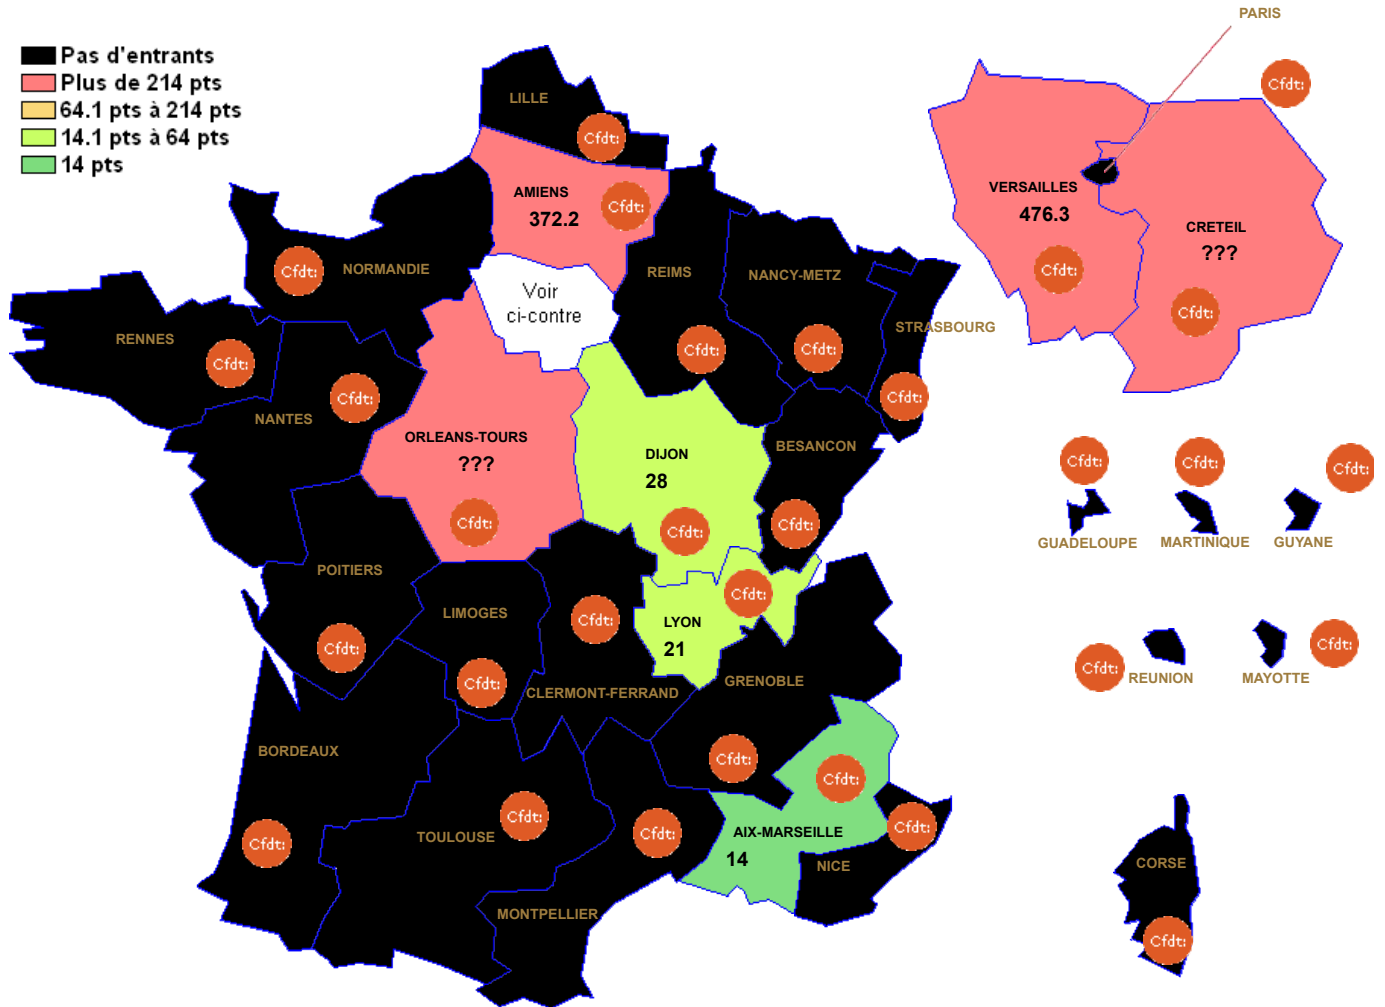 PARIS
Pas d'entrants
Plus de 214 pts
64.1 pts à 214 pts
14.1 pts à 64 pts
14 pts
LILLE
Cfdt:
Cfdt:
AMIENS
372.2
Cfdt:
VERSAILLES
476.3
Cfdt:
CRETEIL
???
Cfdt:
NORMANDIE
Cfdt:
REIMS
Cfdt:
NANCY-METZ
Cfdt:
Voir
ci-contre
STRASBOURG
Cfdt:
RENNES
Cfdt:
NANTES
Cfdt:
ORLEANS-TOURS
???
Cfdt:
DIJON
28
Cfdt:
BESANCON
Cfdt:
Cfdt:
Cfdt:
Cfdt:
GUADELOUPE
MARTINIQUE
GUYANE
POITIERS
Cfdt:
LIMOGES
Cfdt:
Cfdt:
CLERMONT-FERRAND
LYON
21
Cfdt:
GRENOBLE
Cfdt:
Cfdt:
REUNION
MAYOTTE
Cfdt:
BORDEAUX
Cfdt:
TOULOUSE
Cfdt:
MONTPELLIER
Cfdt:
AIX-MARSEILLE
14
Cfdt:
NICE
Cfdt:
CORSE
Cfdt: